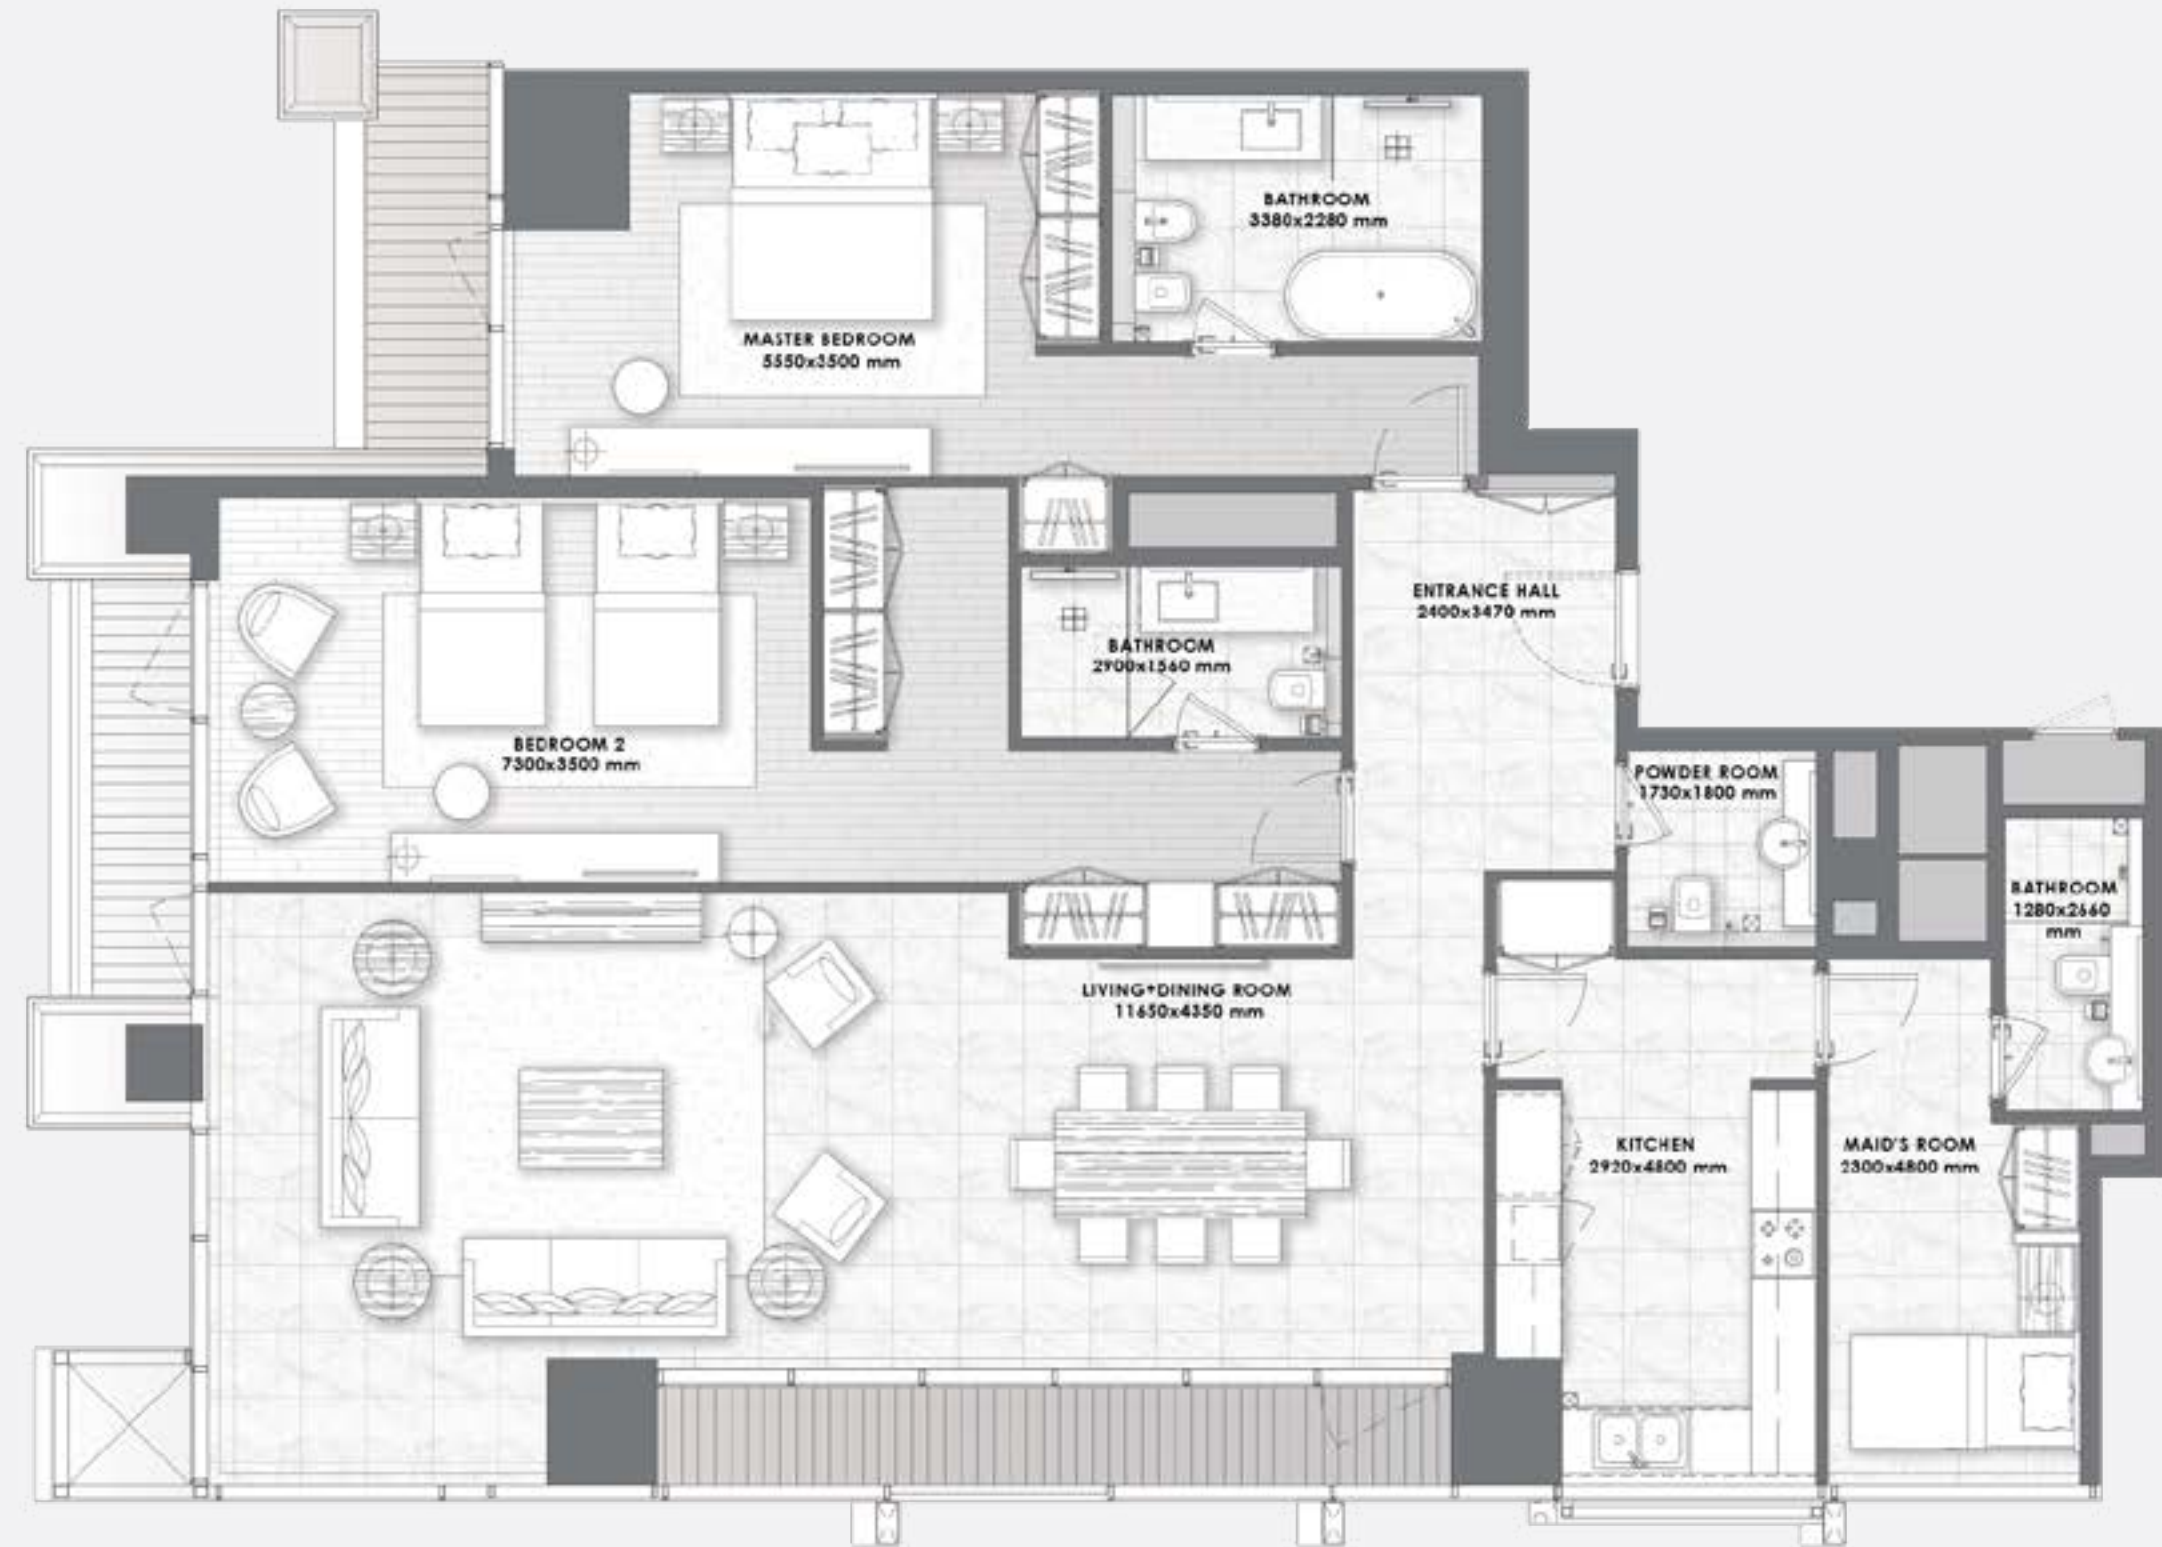 BATHROOM
3380x2280 mm
MASTER BEDROOM
5550x3500 mm
ENTRANCE HALL
2400x3470 mm
BATHROOM
2900x1560 mm
BEDROOM 2
7300x3500 mm
POWDER ROOM
1730x1800 mm
BATHROOM
1280x2660
mm
LIVING+DINING ROOM
11650x4350 mm
KITCHEN
2920x4800 mm
MAID'S ROOM
2300x4800 mm